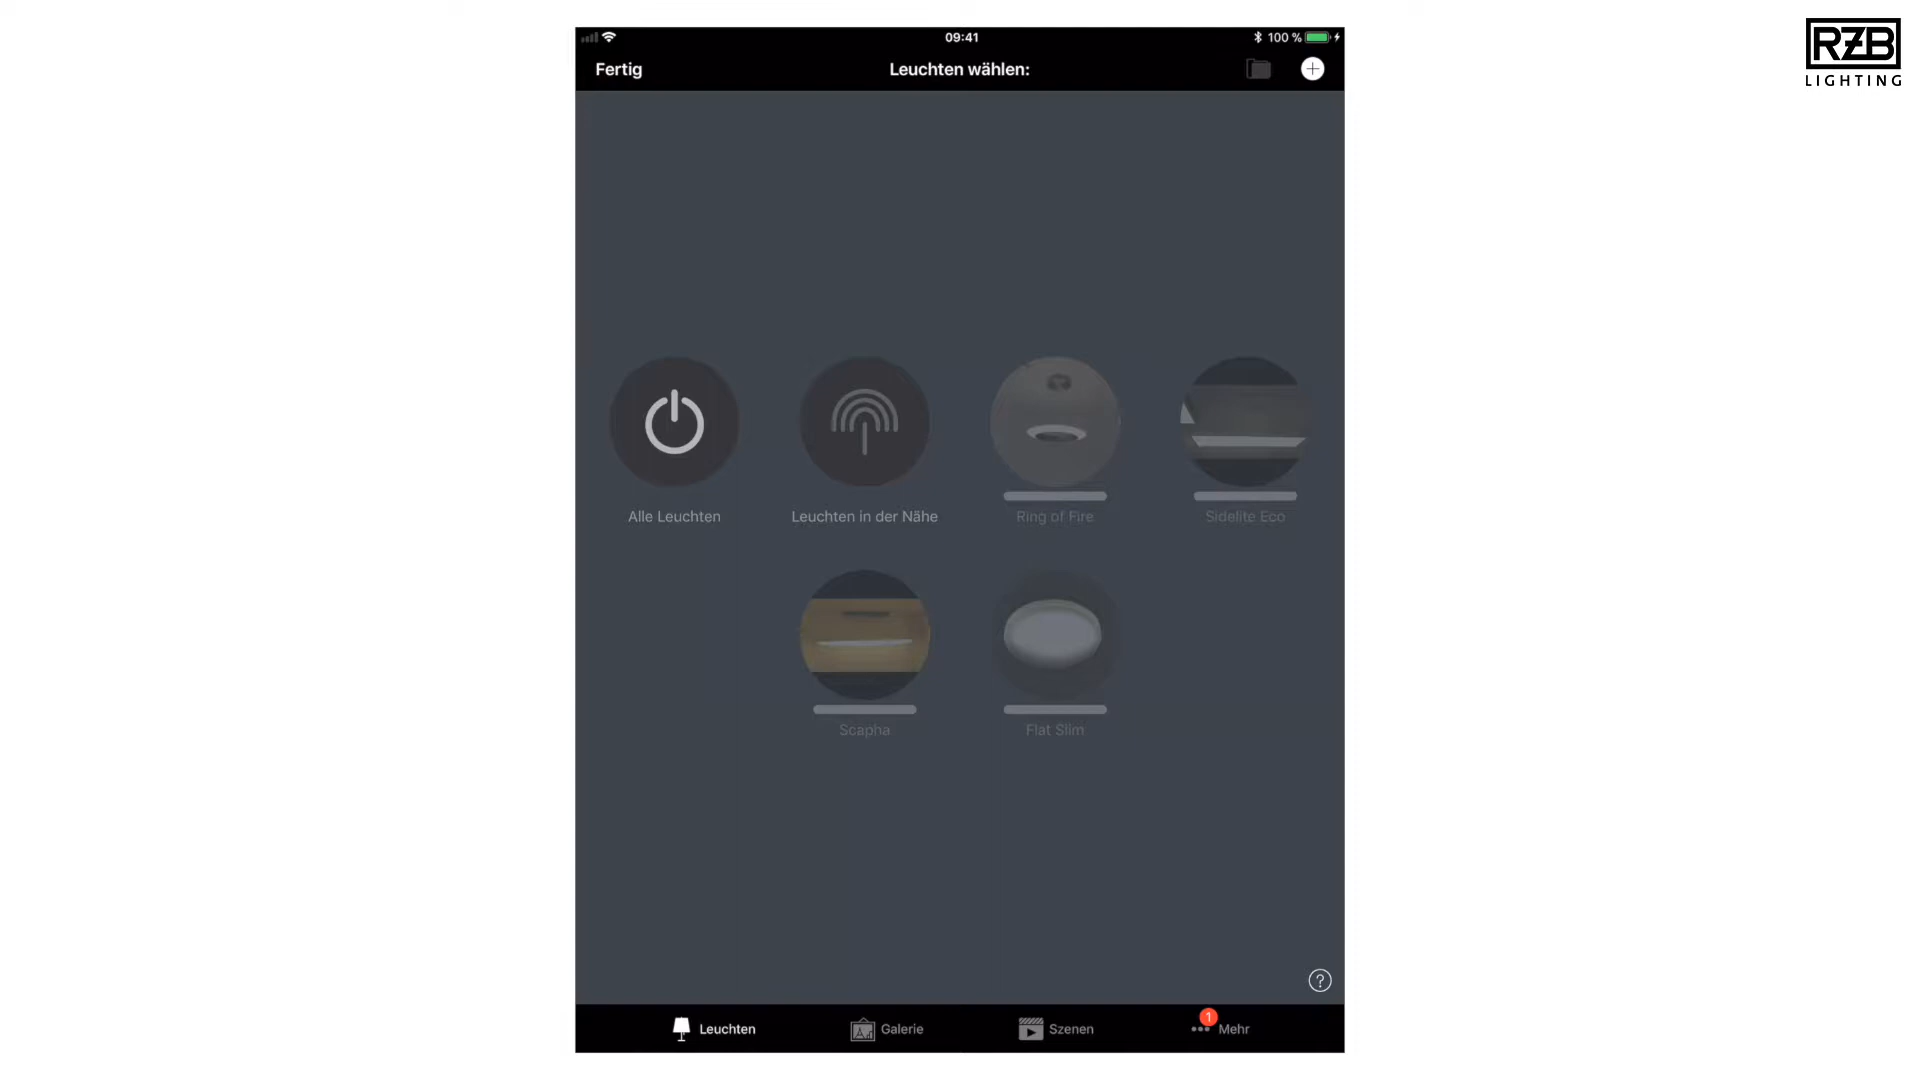 09:41
100 %
RZB
LIGHTING
Fertig
Leuchten wählen:
Alle Leuchten
Leuchten in der Nähe
Ring of Fire
Sidelite Eco
Scapha
Flat Slim
?
Leuchten
Galerie
Szenen
1
Mehr